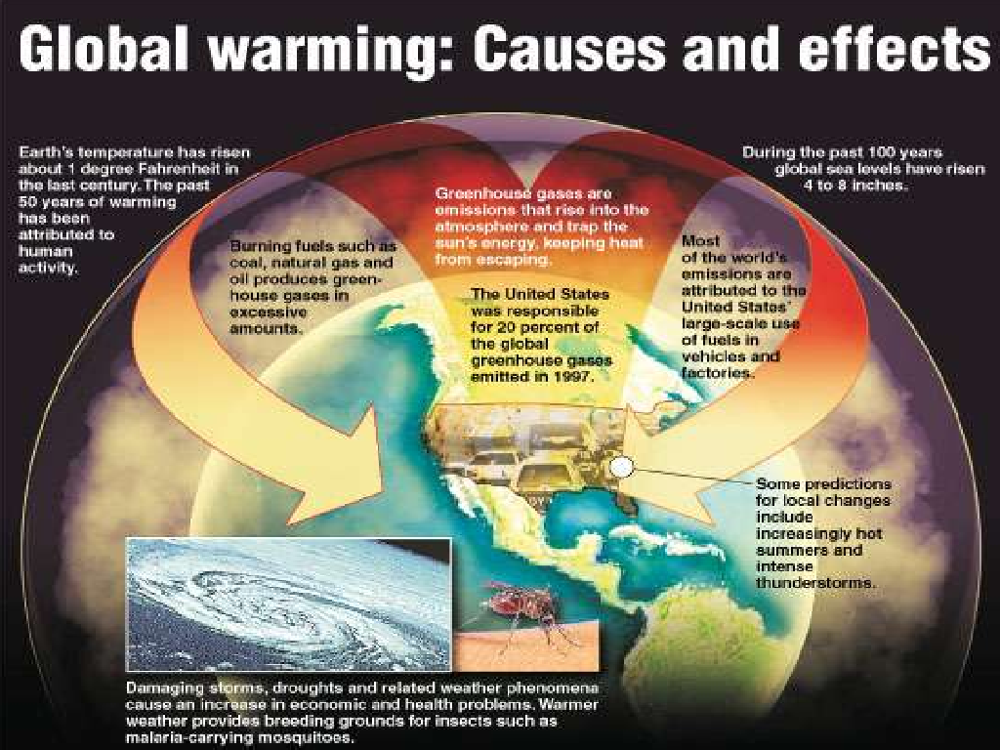 Global warming: Causes and effects
Earth's temperature has risen
about 1 degree Fahrenheit in
the last century. The past
50 years of warming
has been
attributed to
human
activity.
Burning fuels such as
coal, natural gas and
oil produces green-
house gases in
excessive
amounts.
Greenhouse gases are
emissions that rise into the
atmosphere and trap the
sun's energy, keeping heat
from escaping.
The United States
was responsible
for 20 percent of
the global
greenhouse gases
emitted in 1997.
During the past 100 years
global sea levels have risen
4 to 8 inches.
Most
of the world's
emissions are
attributed to the
United States'
large-scale use
of fuels in
vehicles and
factories.
Some predictions
for local changes
include
increasingly hot
summers and
intense
thunderstorms.
Damaging storms, droughts and related weather phenomena
cause an increase in economic and health problems. Warmer
weather provides breeding grounds for insects such as
malaria-carrying mosquitoes.